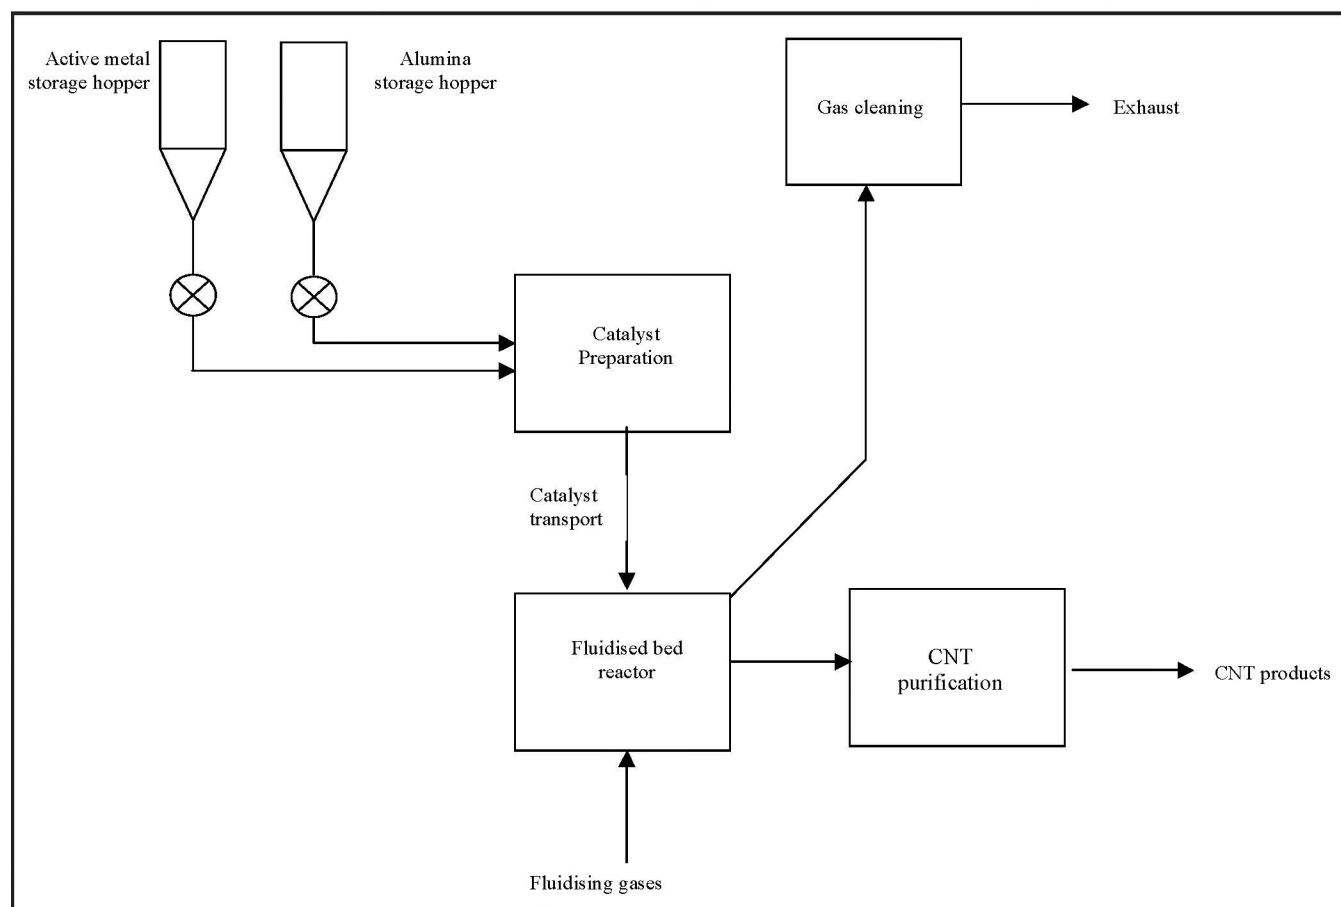 Active metal
storage hopper
Alumina
storage hopper
Gas cleaning
Exhaust
Catalyst
Preparation
Catalyst
transport
Fluidised bed
reactor
CNT
purification
CNT products
Fluidising gases